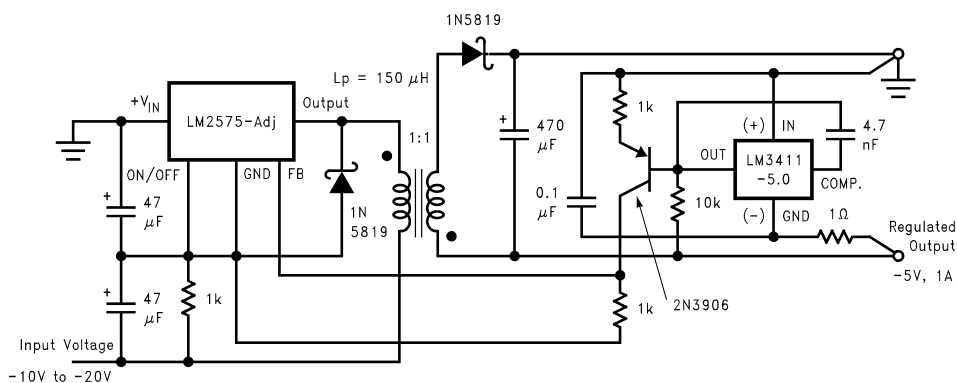 1N5819
Lp = 150 μH
+VIN
LM2575-Adj
Output
1:1
ON/OFF
GND
FB
+
47
μF
1N
5819
+
470
μF
1k
(+)
IN
4.7
nF
OUT
LM3411
-5.0
COMP.
0.1
μF
10k
(-)
GND
1Ω
Regulated
Output
-5V, 1A
+
47
μF
1k
1k
2N3906
Input Voltage
-10V to -20V